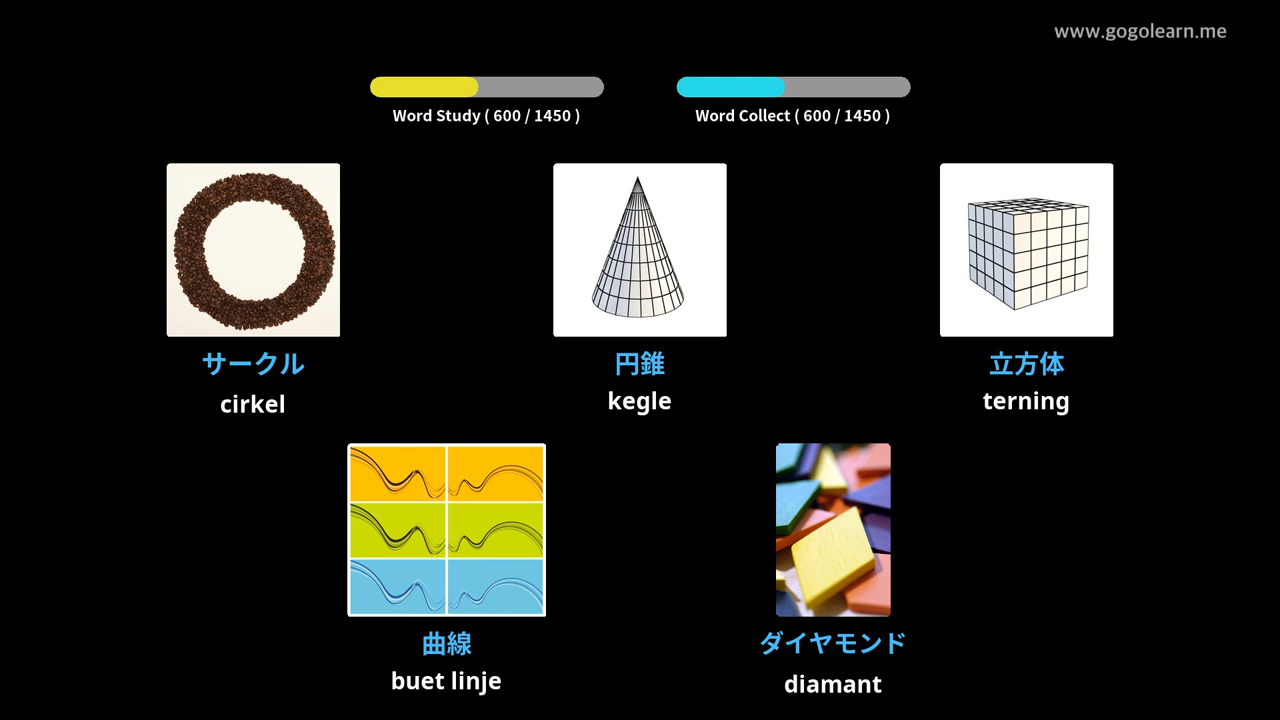 www.gogolearn.me
Word Study ( 600 / 1450 )
Word Collect ( 600 / 1450 )
サークル
cirkel
円錐
kegle
立方体
terning
曲線
buet linje
ダイヤモンド
diamant